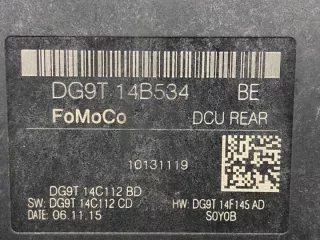 DG9T 14B534 BE
FoMoCo DCU REAR
10131119
DG9T 14C112 BD
SW: DG9T 14C112 CD HW: DG9T 14F145 AD
DATE: 06.11.15 S0Y0B